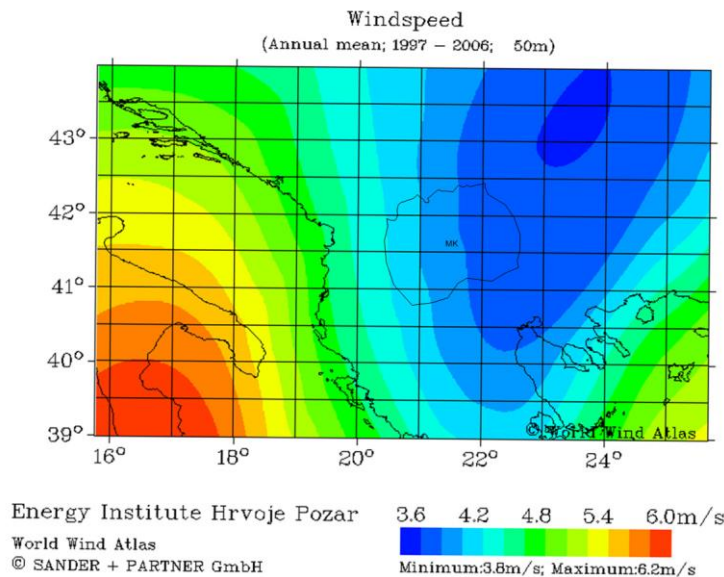 Windspeed
(Annual mean; 1997 - 2006; 50m)
43°
42°
41°
40°
39°
MK
© World Wind Atlas
16° 18° 20° 22° 24°
Energy Institute Hrvoje Pozar
World Wind Atlas
© SANDER + PARTNER GmbH
3.6 4.2 4.8 5.4 6.0m/s
Minimum:3.8m/s; Maximum:6.2m/s